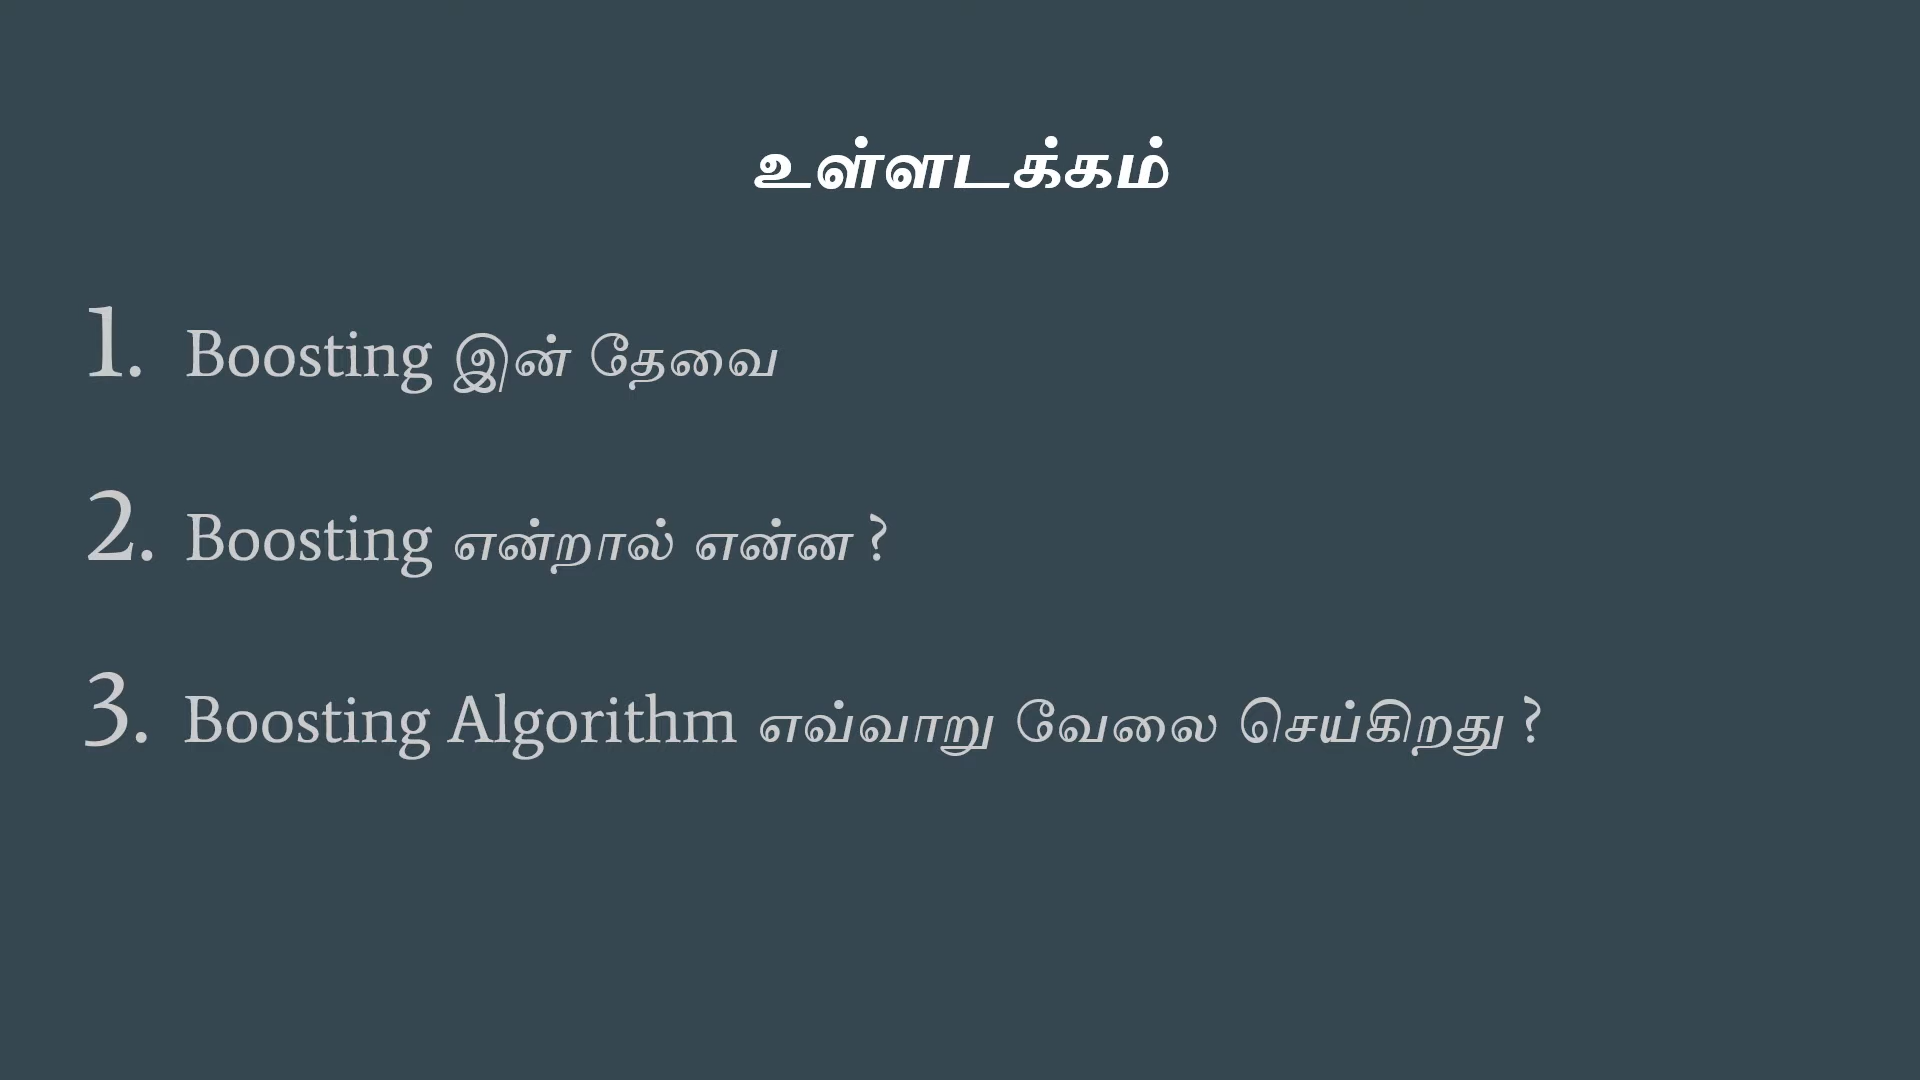 உள்ளடக்கம்
1. Boosting இன் தேவை
2. Boosting என்றால் என்ன ?
3. Boosting Algorithm எவ்வாறு வேலை செய்கிறது ?